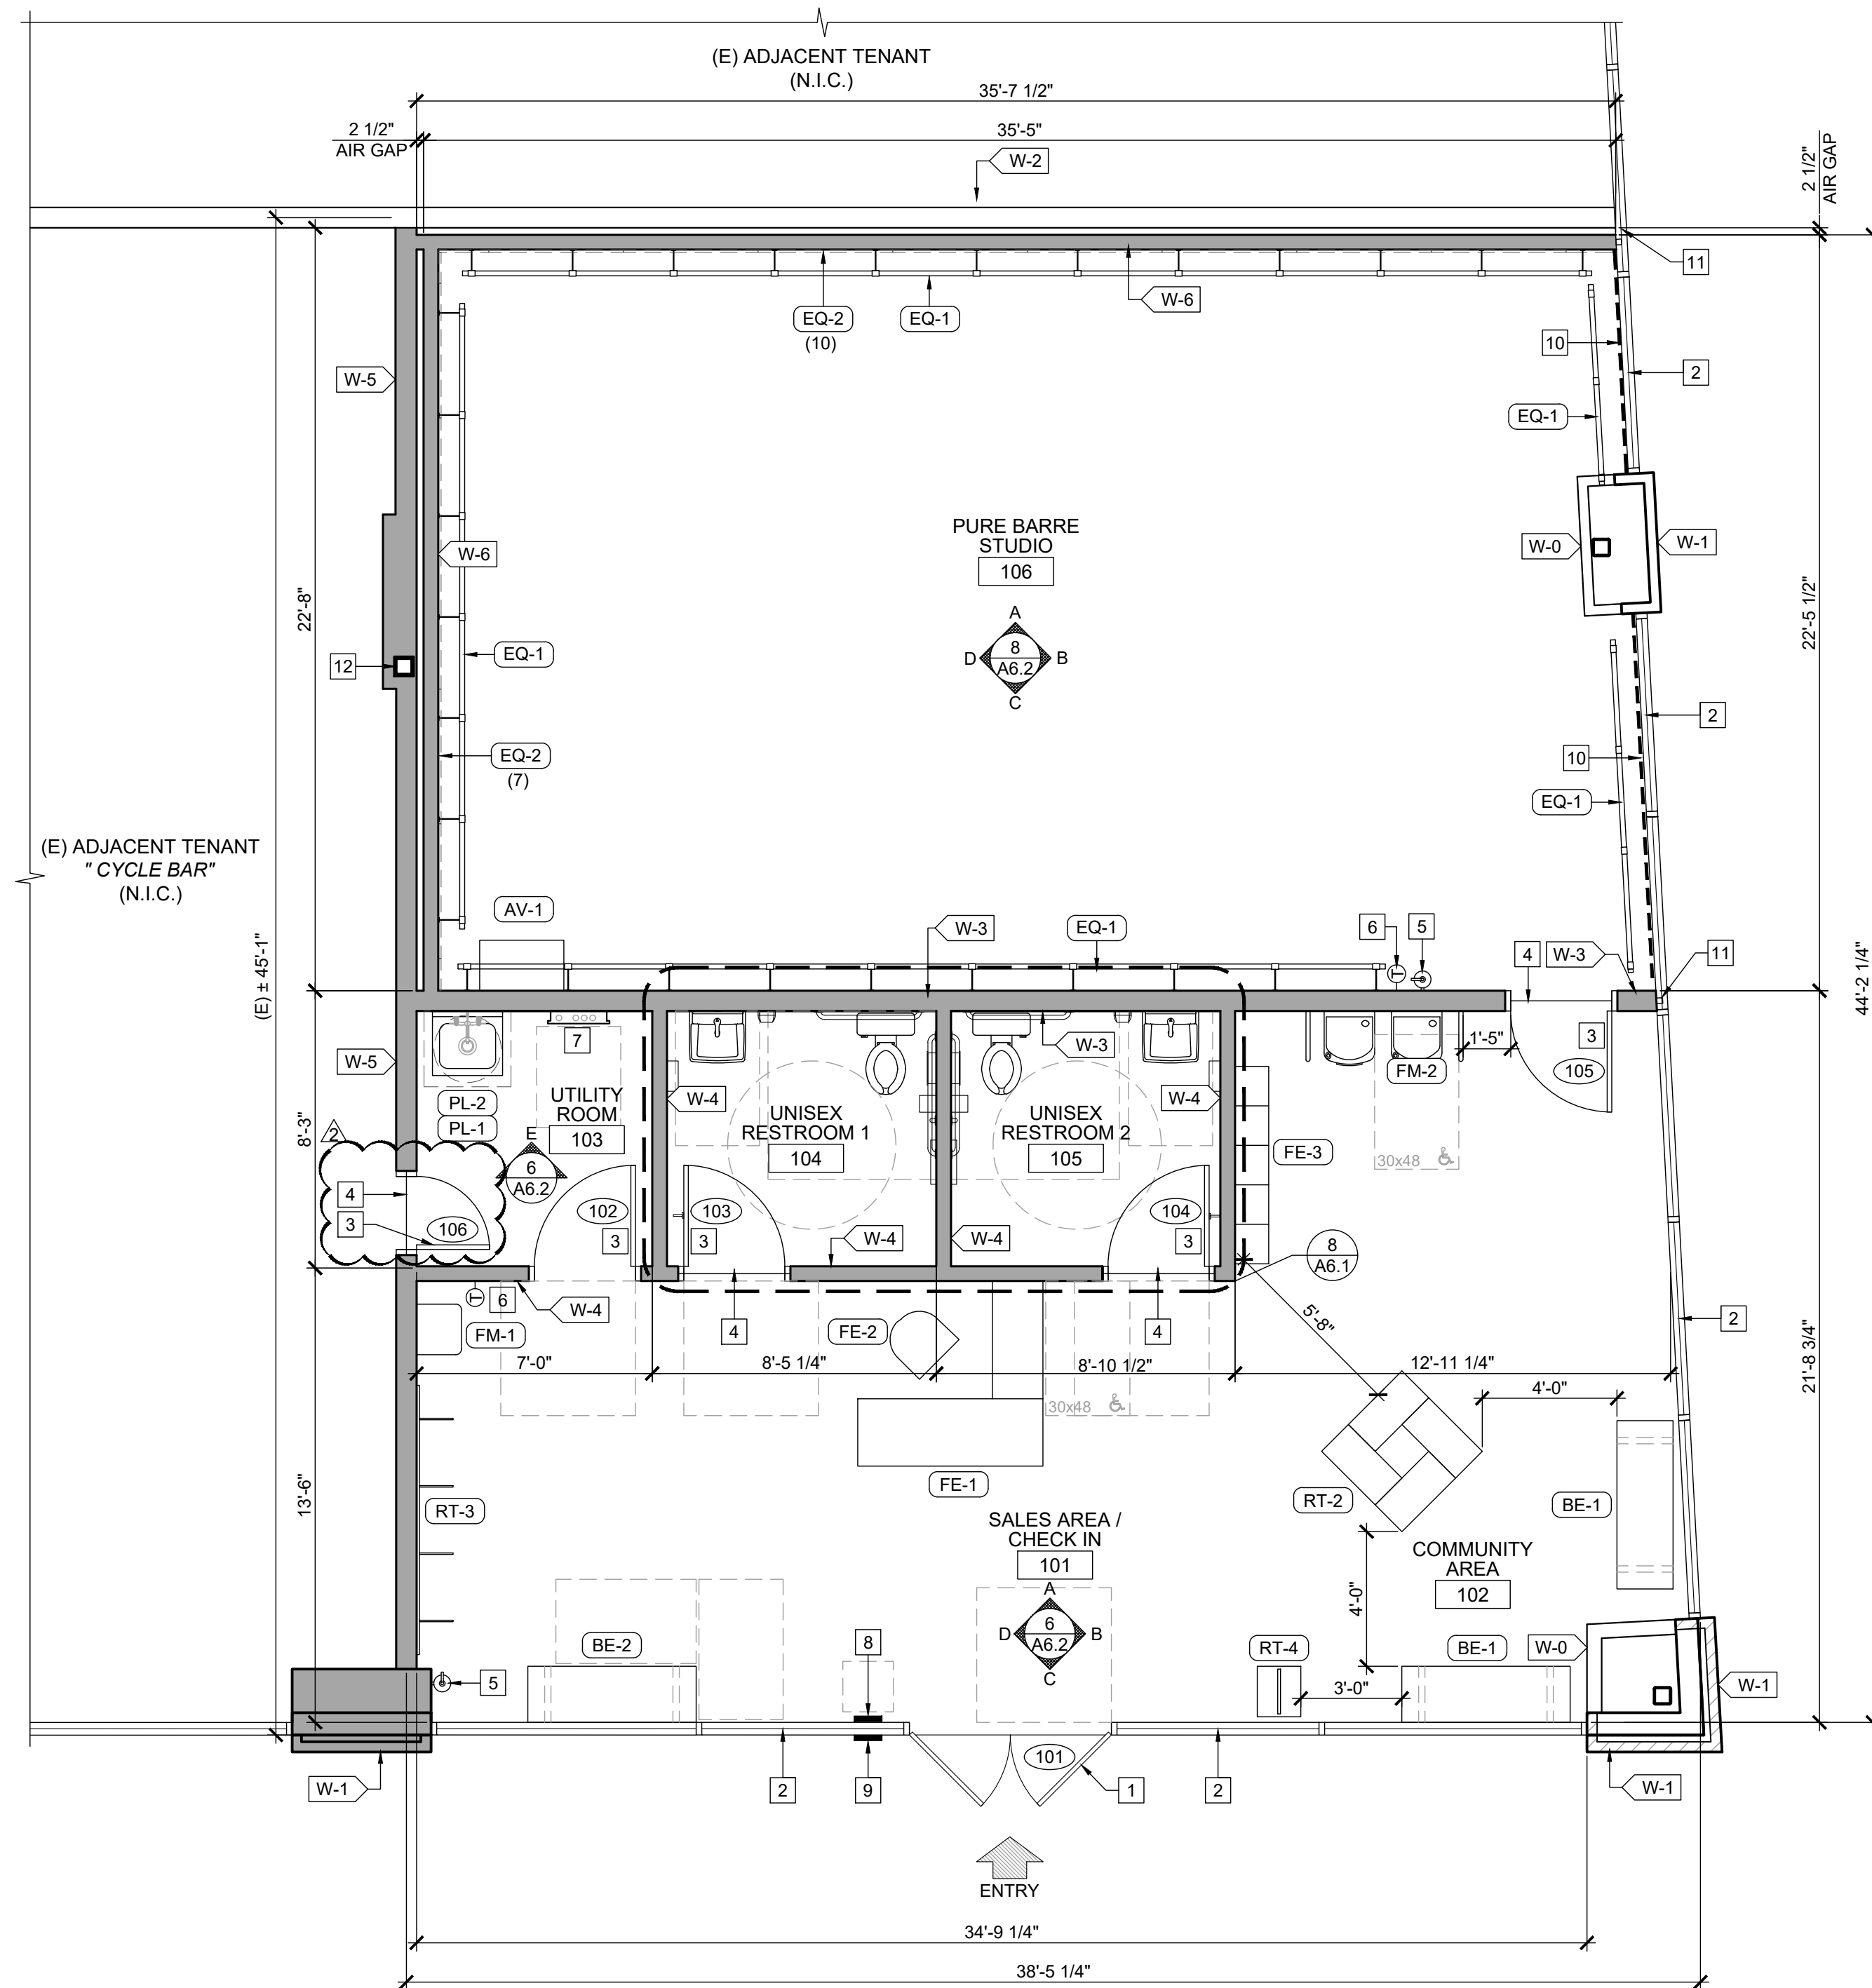 (E) ADJACENT TENANT
(N.I.C.)
35'-7 1/2"
2 1/2"
AIR GAP
35'-5"
W-2
2 1/2"
AIR GAP
11
W-6
EQ-2
(10)
EQ-1
10
2
W-5
EQ-1
PURE BARRE
STUDIO
106
W-6
W-0
W-1
22'-8"
22'-5 1/2"
A
D
8
A6.2
B
C
12
EQ-1
2
EQ-2
(7)
10
EQ-1
(E) ADJACENT TENANT
" CYCLE BAR"
(N.I.C.)
(E) ± 45'-1"
AV-1
W-3
EQ-1
6
5
4
W-3
11
44'-2 1/4"
7
W-3
1'-5"
3
W-5
FM-2
105
W-4
W-4
PL-2
PL-1
UTILITY
ROOM
103
UNISEX
RESTROOM 1
104
UNISEX
RESTROOM 2
105
8'-3"
2
E
6
A6.2
FE-3
30x48
4
3
106
102
3
103
3
104
3
W-4
W-4
8
A6.1
6
W-4
FM-1
4
FE-2
4
5'-8"
2
7'-0"
8'-5 1/4"
8'-10 1/2"
12'-11 1/4"
4'-0"
21'-8 3/4"
30x48
FE-1
13'-6"
RT-3
RT-2
BE-1
SALES AREA /
CHECK IN
101
COMMUNITY
AREA
102
A
D
6
A6.2
B
C
4'-0"
BE-2
8
RT-4
BE-1
W-0
5
3'-0"
W-1
W-1
2
9
101
1
2
W-1
ENTRY
34'-9 1/4"
38'-5 1/4"